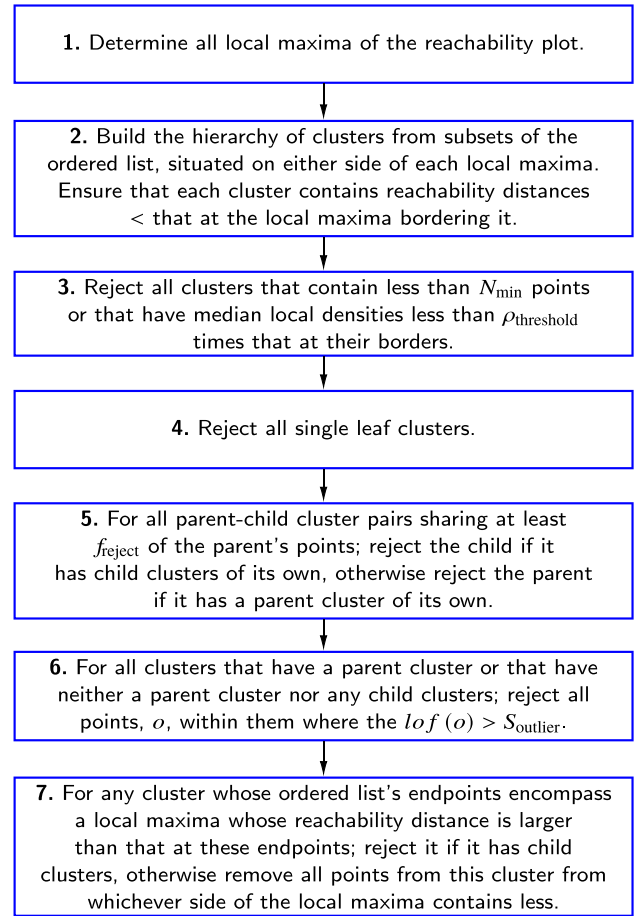 1. Determine all local maxima of the reachability plot.
2. Build the hierarchy of clusters from subsets of the
ordered list, situated on either side of each local maxima.
Ensure that each cluster contains reachability distances
< that at the local maxima bordering it.
3. Reject all clusters that contain less than N_min points
or that have median local densities less than ρ_threshold
times that at their borders.
4. Reject all single leaf clusters.
5. For all parent-child cluster pairs sharing at least
f_reject of the parent's points; reject the child if it
has child clusters of its own, otherwise reject the parent
if it has a parent cluster of its own.
6. For all clusters that have a parent cluster or that have
neither a parent cluster nor any child clusters; reject all
points, o, within them where the lof (o) > S_outlier.
7. For any cluster whose ordered list's endpoints encompass
a local maxima whose reachability distance is larger
than that at these endpoints; reject it if it has child
clusters, otherwise remove all points from this cluster from
whichever side of the local maxima contains less.